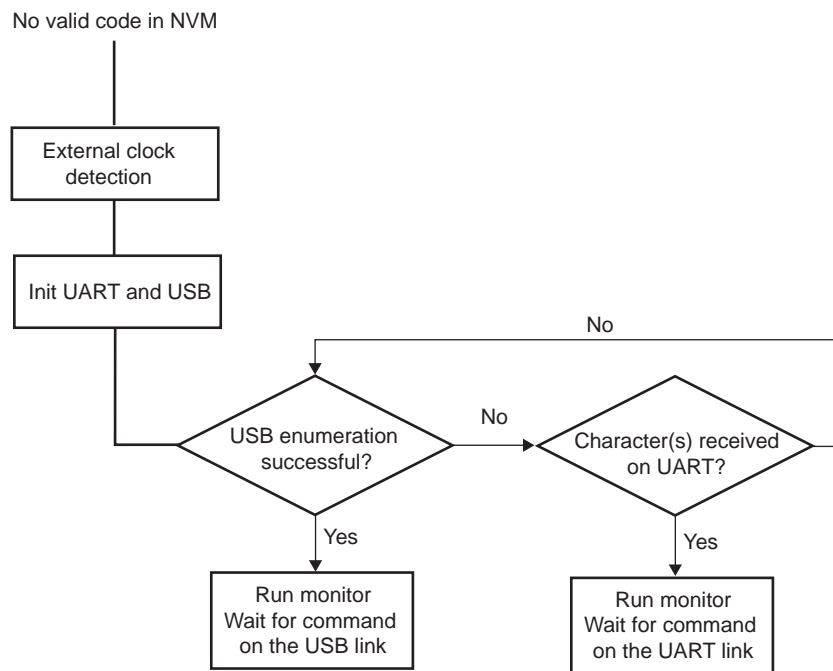 No valid code in NVM
External clock
detection
Init UART and USB
No
USB enumeration
successful?
No
Character(s) received
on UART?
Yes
Yes
Run monitor
Wait for command
on the USB link
Run monitor
Wait for command
on the UART link